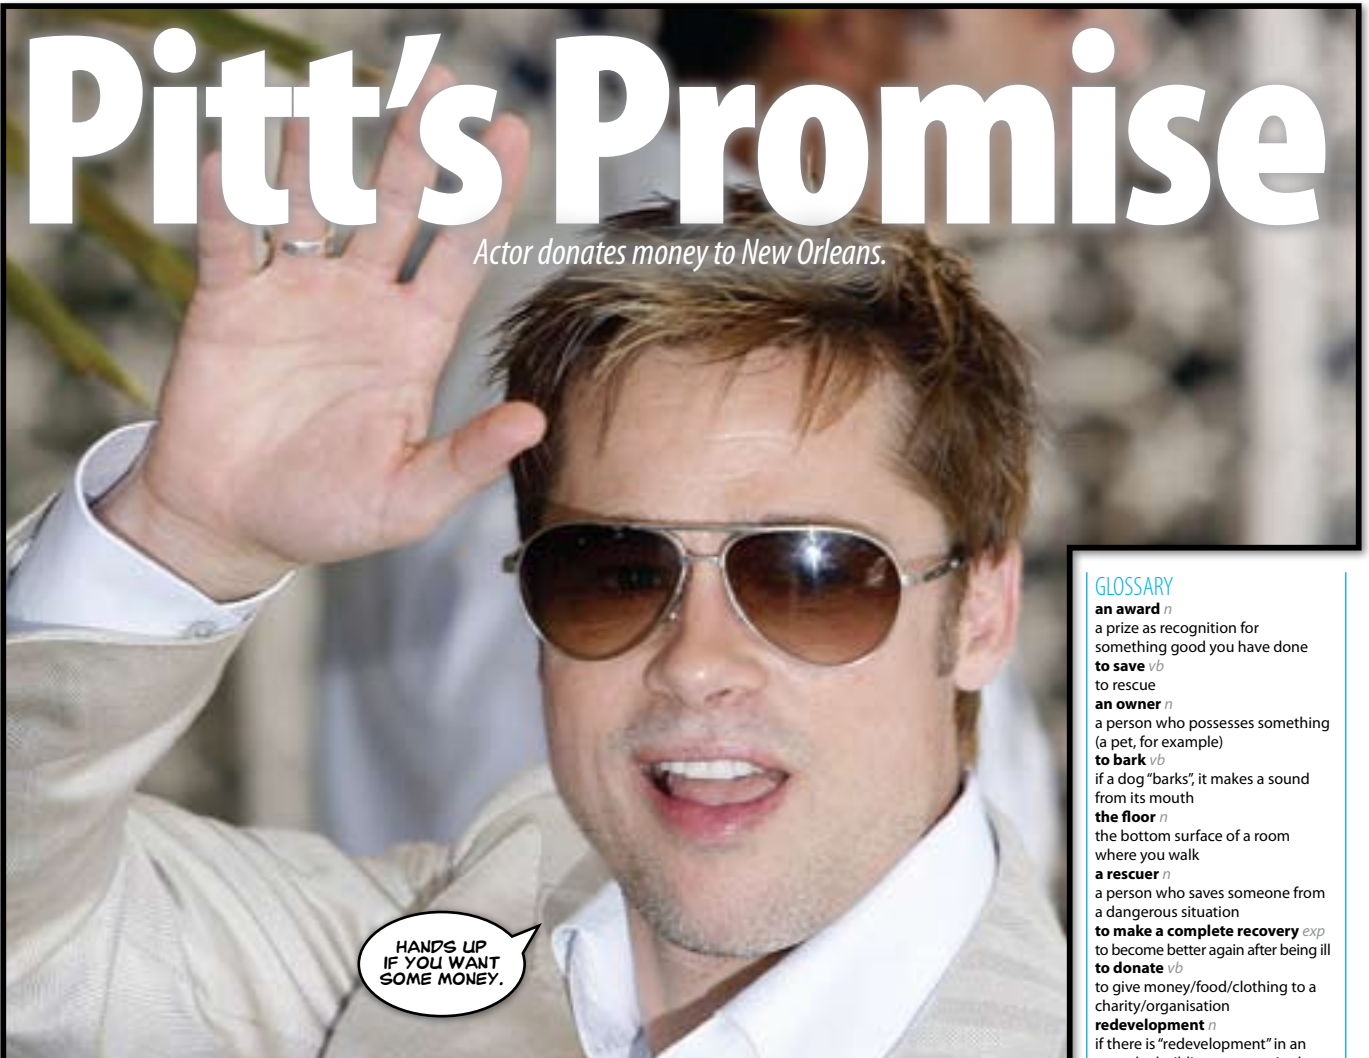 Pitt's Promise
Actor donates money to New Orleans.
HANDS UP
IF YOU WANT
SOME MONEY.
GLOSSARY
an award n
a prize as recognition for
something good you have done
to save vb
to rescue
an owner n
a person who possesses something
(a pet, for example)
to bark vb
if a dog “barks”, it makes a sound
from its mouth
the floor n
the bottom surface of a room
where you walk
a rescuer n
a person who saves someone from
a dangerous situation
to make a complete recovery exp
to become better again after being ill
to donate vb
to give money/food/clothing to a
charity/organisation
redevelopment n
if there is “redevelopment” in an